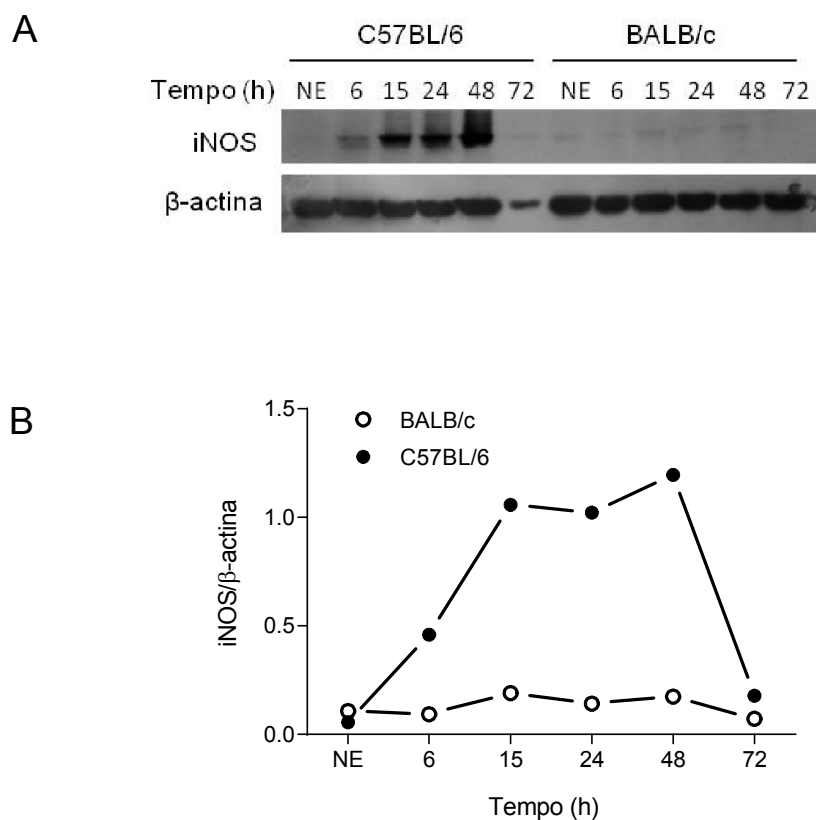 A
C57BL/6 BALB/c
Tempo (h) NE 6 15 24 48 72 NE 6 15 24 48 72
iNOS
β-actina
B
1.5
BALB/c
C57BL/6
1.0
iNOS/β-actina
0.5
0.0
NE 6 15 24 48 72
Tempo (h)